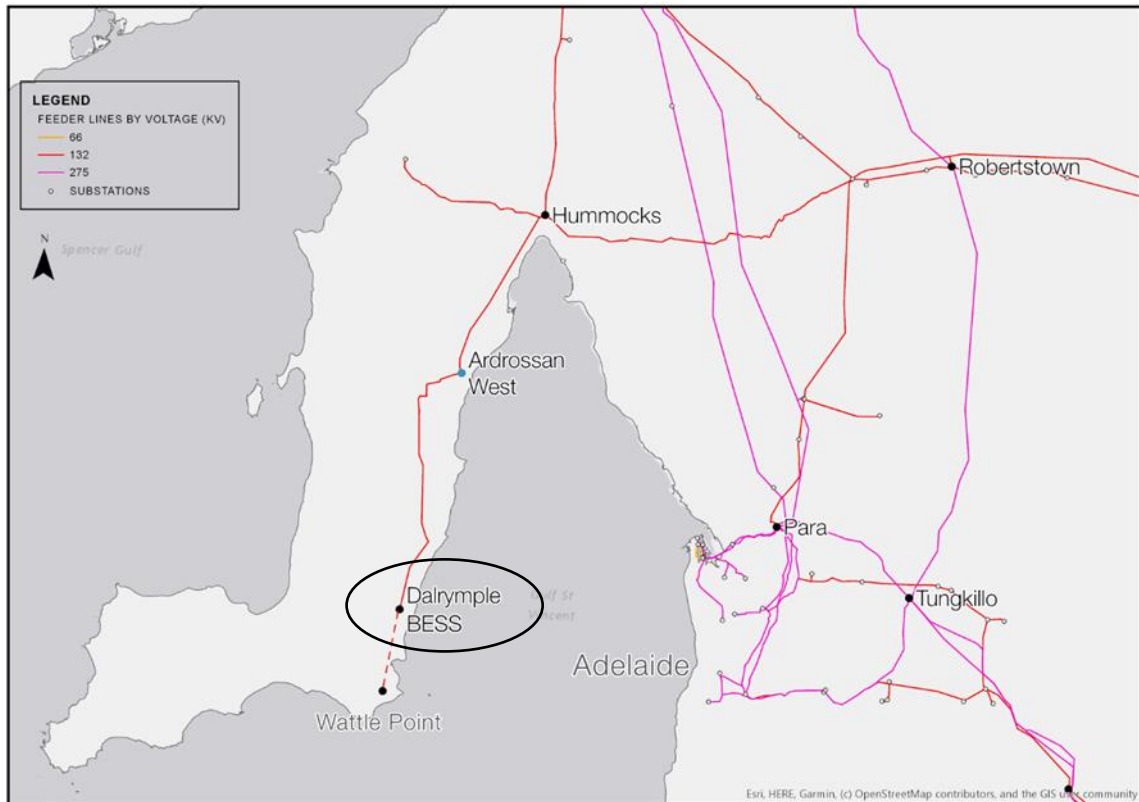 LEGEND
FEEDER LINES BY VOLTAGE (KV)
66
132
275
SUBSTATIONS
N
Spencer Gulf
Hummocks
Robertstown
Ardrossan
West
Para
Dalrymple
BESS
Gulf St
Vincent
Tungkillo
Adelaide
Wattle Point
Esri, HERE, Garmin, (c) OpenStreetMap contributors, and the GIS user community